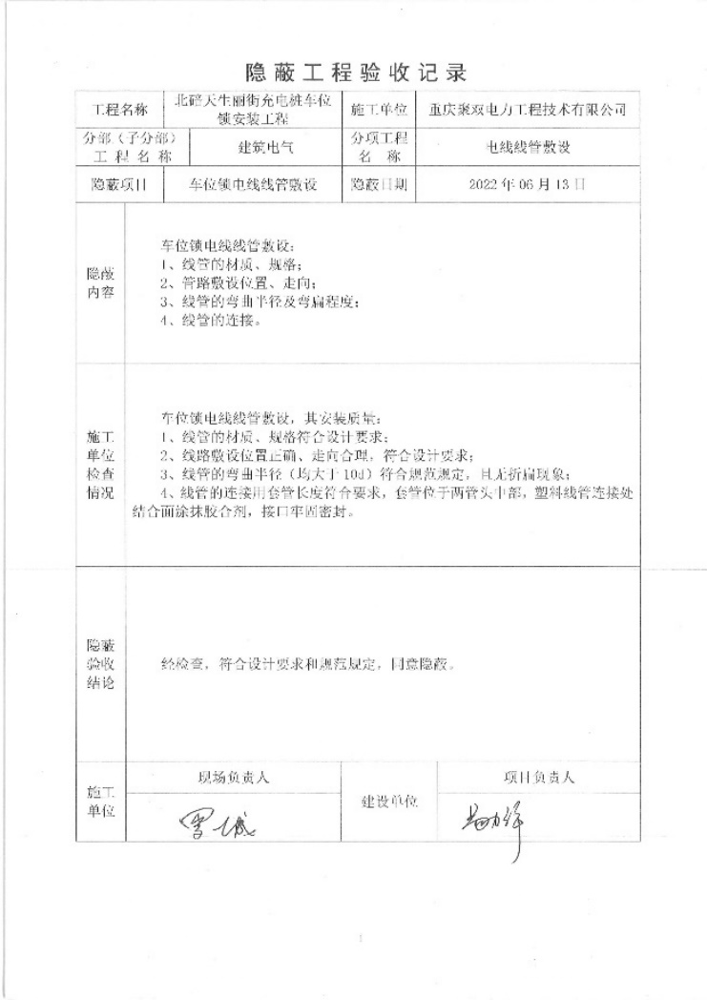 隐蔽工程验收记录
工程名称
北碚天生丽街充电桩车位
锁安装工程
施工单位
重庆聚双电力工程技术有限公司
分部（子分部）
工程名称
建筑电气
分项工程
名 称
电线线管敷设
隐蔽项目
车位锁电线线管敷设
隐蔽日期
2022 年 06 月 13 日
隐蔽
内容
车位锁电线线管敷设：
1、线管的材质、规格；
2、管路敷设位置、走向；
3、线管的弯曲半径及弯扁程度；
4、线管的连接。
施工
单位
检查
情况
车位锁电线线管敷设，其安装质量：
1、线管的材质、规格符合设计要求；
2、线路敷设位置正确、走向合理，符合设计要求；
3、线管的弯曲半径（均大于 10d）符合规范规定，且无折扁现象；
4、线管的连接用套管长度符合要求，套管位于两管头中部，塑料线管连接处
结合面涂抹胶合剂，接口牢固密封。
隐蔽
验收
结论
经检查，符合设计要求和规范规定，同意隐蔽。
施工
单位
现场负责人
建设单位
项目负责人
1